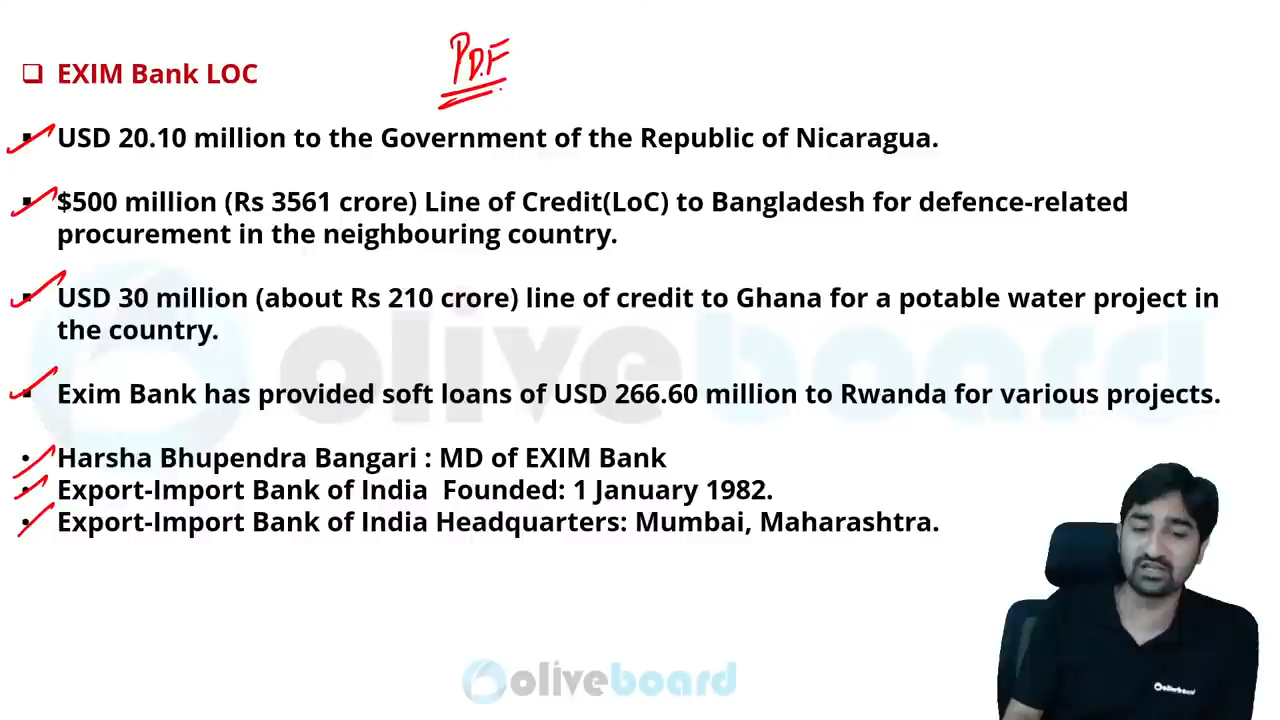 PDF
EXIM Bank LOC
USD 20.10 million to the Government of the Republic of Nicaragua.
$500 million (Rs 3561 crore) Line of Credit(LoC) to Bangladesh for defence-related
procurement in the neighbouring country.
USD 30 million (about Rs 210 crore) line of credit to Ghana for a potable water project in
the country.
Exim Bank has provided soft loans of USD 266.60 million to Rwanda for various projects.
Harsha Bhupendra Bangari : MD of EXIM Bank
Export-Import Bank of India  Founded: 1 January 1982.
Export-Import Bank of India Headquarters: Mumbai, Maharashtra.
oliveboard
oliveboard
oliveboard